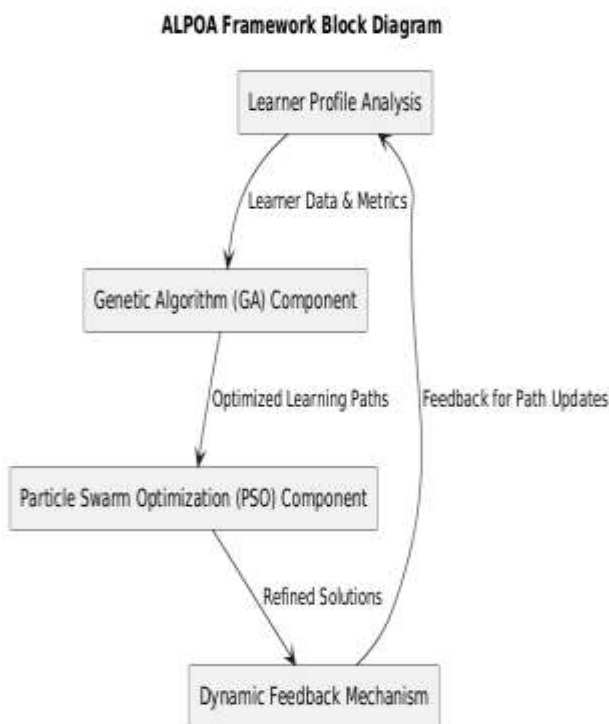 ALPOA Framework Block Diagram
Learner Profile Analysis
Learner Data & Metrics
Genetic Algorithm (GA) Component
Optimized Learning Paths
Feedback for Path Updates
Particle Swarm Optimization (PSO) Component
Refined Solutions
Dynamic Feedback Mechanism